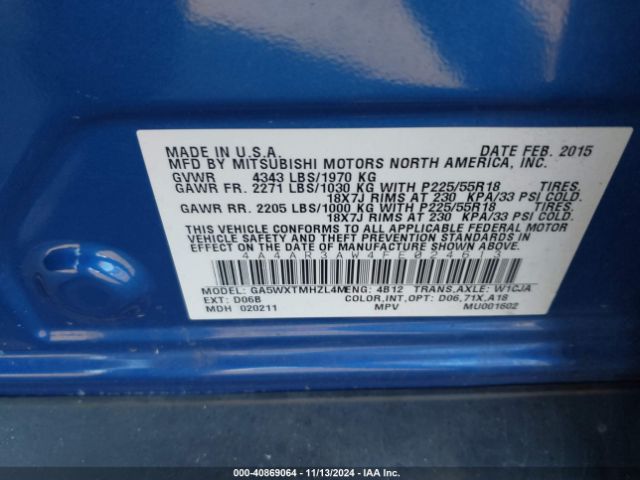 MADE IN U.S.A. DATE FEB. 2015
MFD BY MITSUBISHI MOTORS NORTH AMERICA, INC.
GVWR 4343 LBS/1970 KG
GAWR FR. 2271 LBS/1030 KG WITH P225/55R18 TIRES,
18X7J RIMS AT 230 KPA/33 PSI COLD.
GAWR RR. 2205 LBS/1000 KG WITH P225/55R18 TIRES,
18X7J RIMS AT 230 KPA/33 PSI COLD.
THIS VEHICLE CONFORMS TO ALL APPLICABLE FEDERAL MOTOR
VEHICLE SAFETY AND THEFT PREVENTION STANDARDS IN EFFECT
ON THE DATE OF MANUFACTURE SHOWN ABOVE.
4A4AR3AW4FE024613
MODEL: GA5WXTMHZL4M ENG: 4B12 TRANS,AXLE: W1CJA
EXT: D06B COLOR,INT,OPT: D06,71X,A18
MDH 020211 MPV MU001602
000-40869064 - 11/13/2024 - IAA Inc.